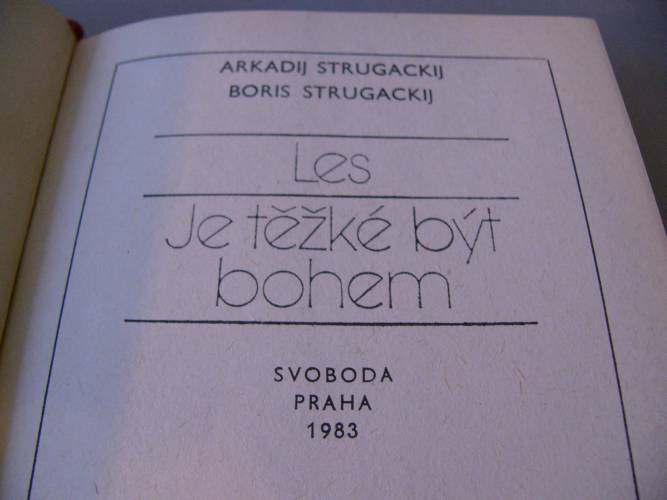 ARKADIJ STRUGACKIJ
BORIS STRUGACKIJ
Les
Je těžké být
bohem
SVOBODA
PRAHA
1983